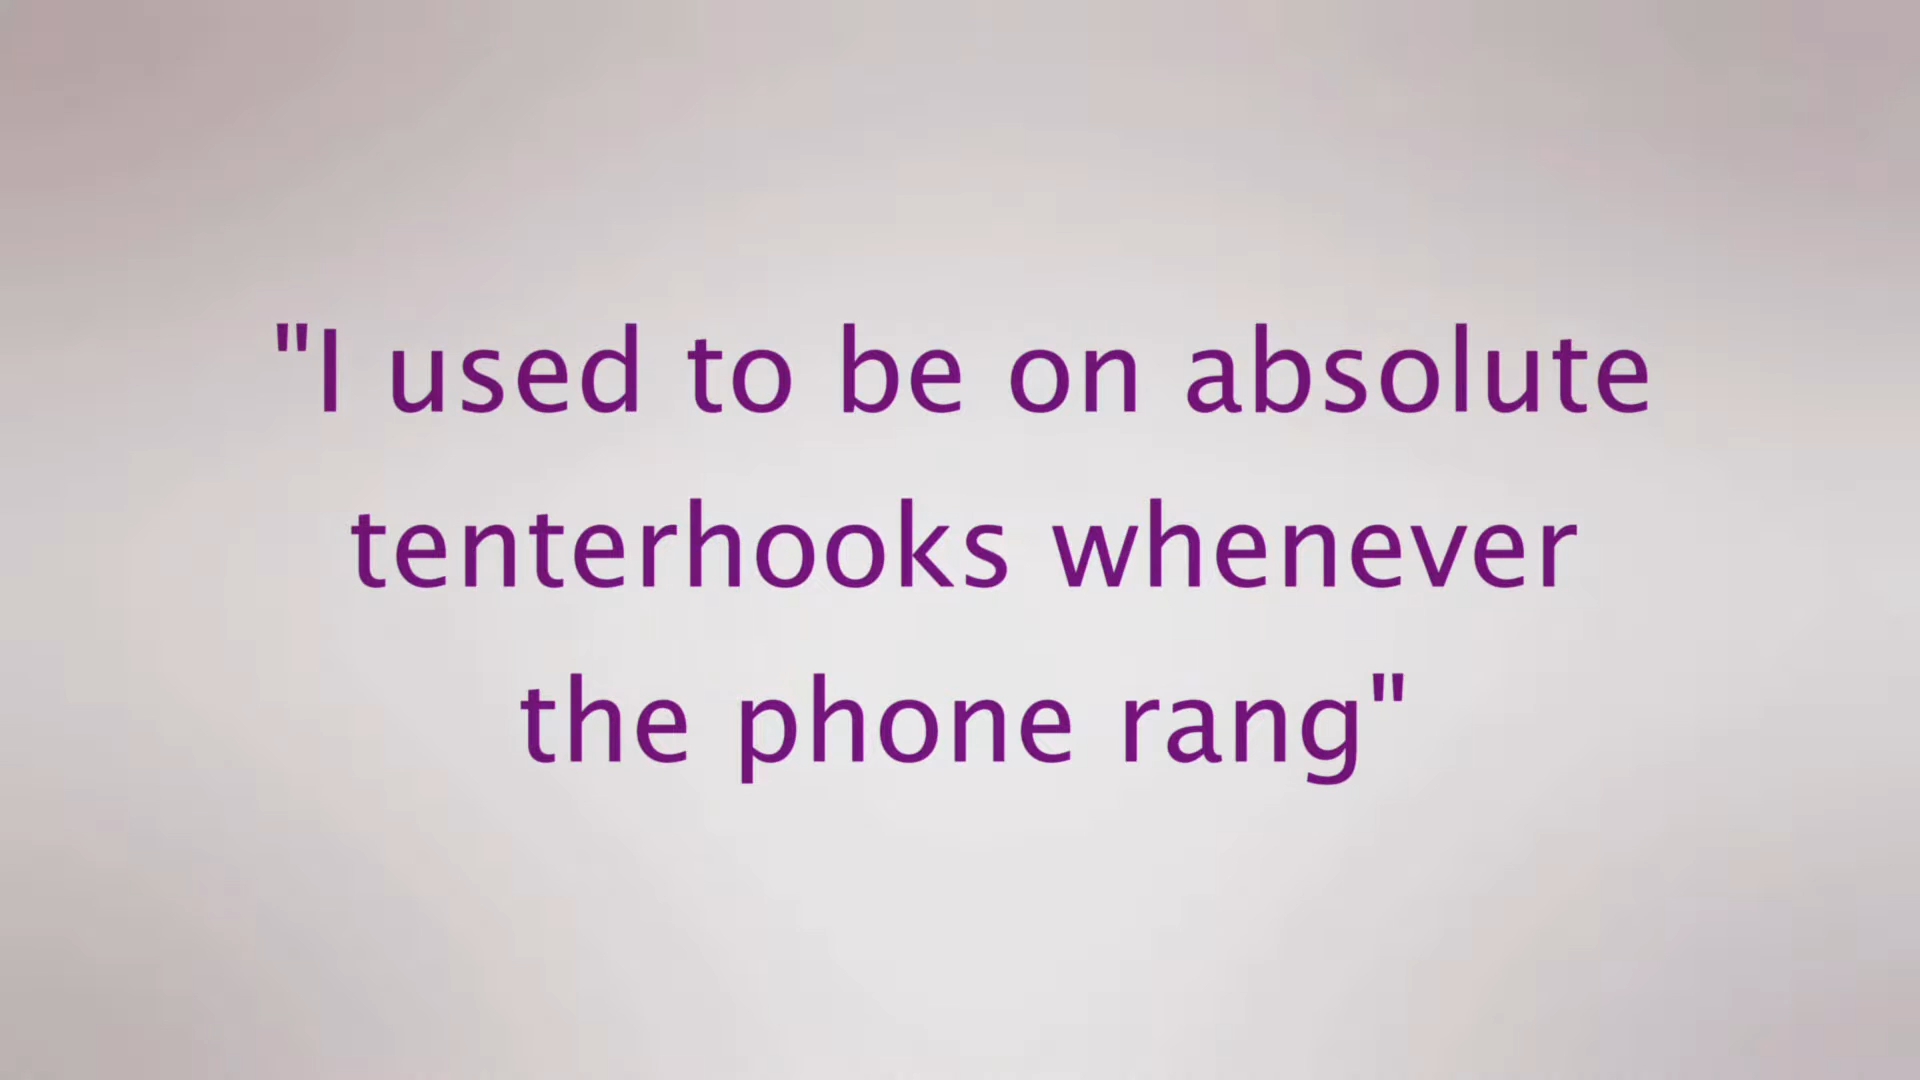 "I used to be on absolute
tenterhooks whenever
the phone rang"